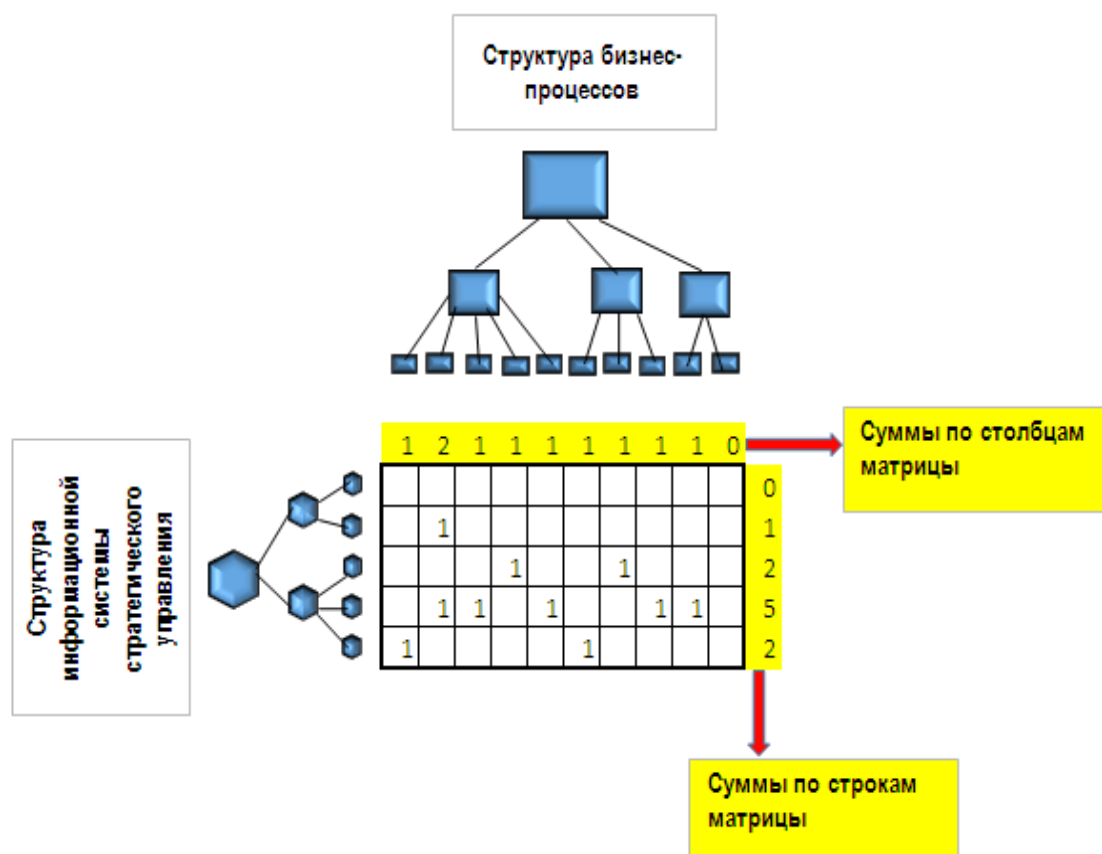 Структура бизнес-
процессов
Суммы по столбцам
матрицы
1 2 1 1 1 1 1 1 1 0
0
1 1
1 1 2
1 1 1 1 1 5
1 1 2
Структура
информационной
системы
стратегического
управления
Суммы по строкам
матрицы